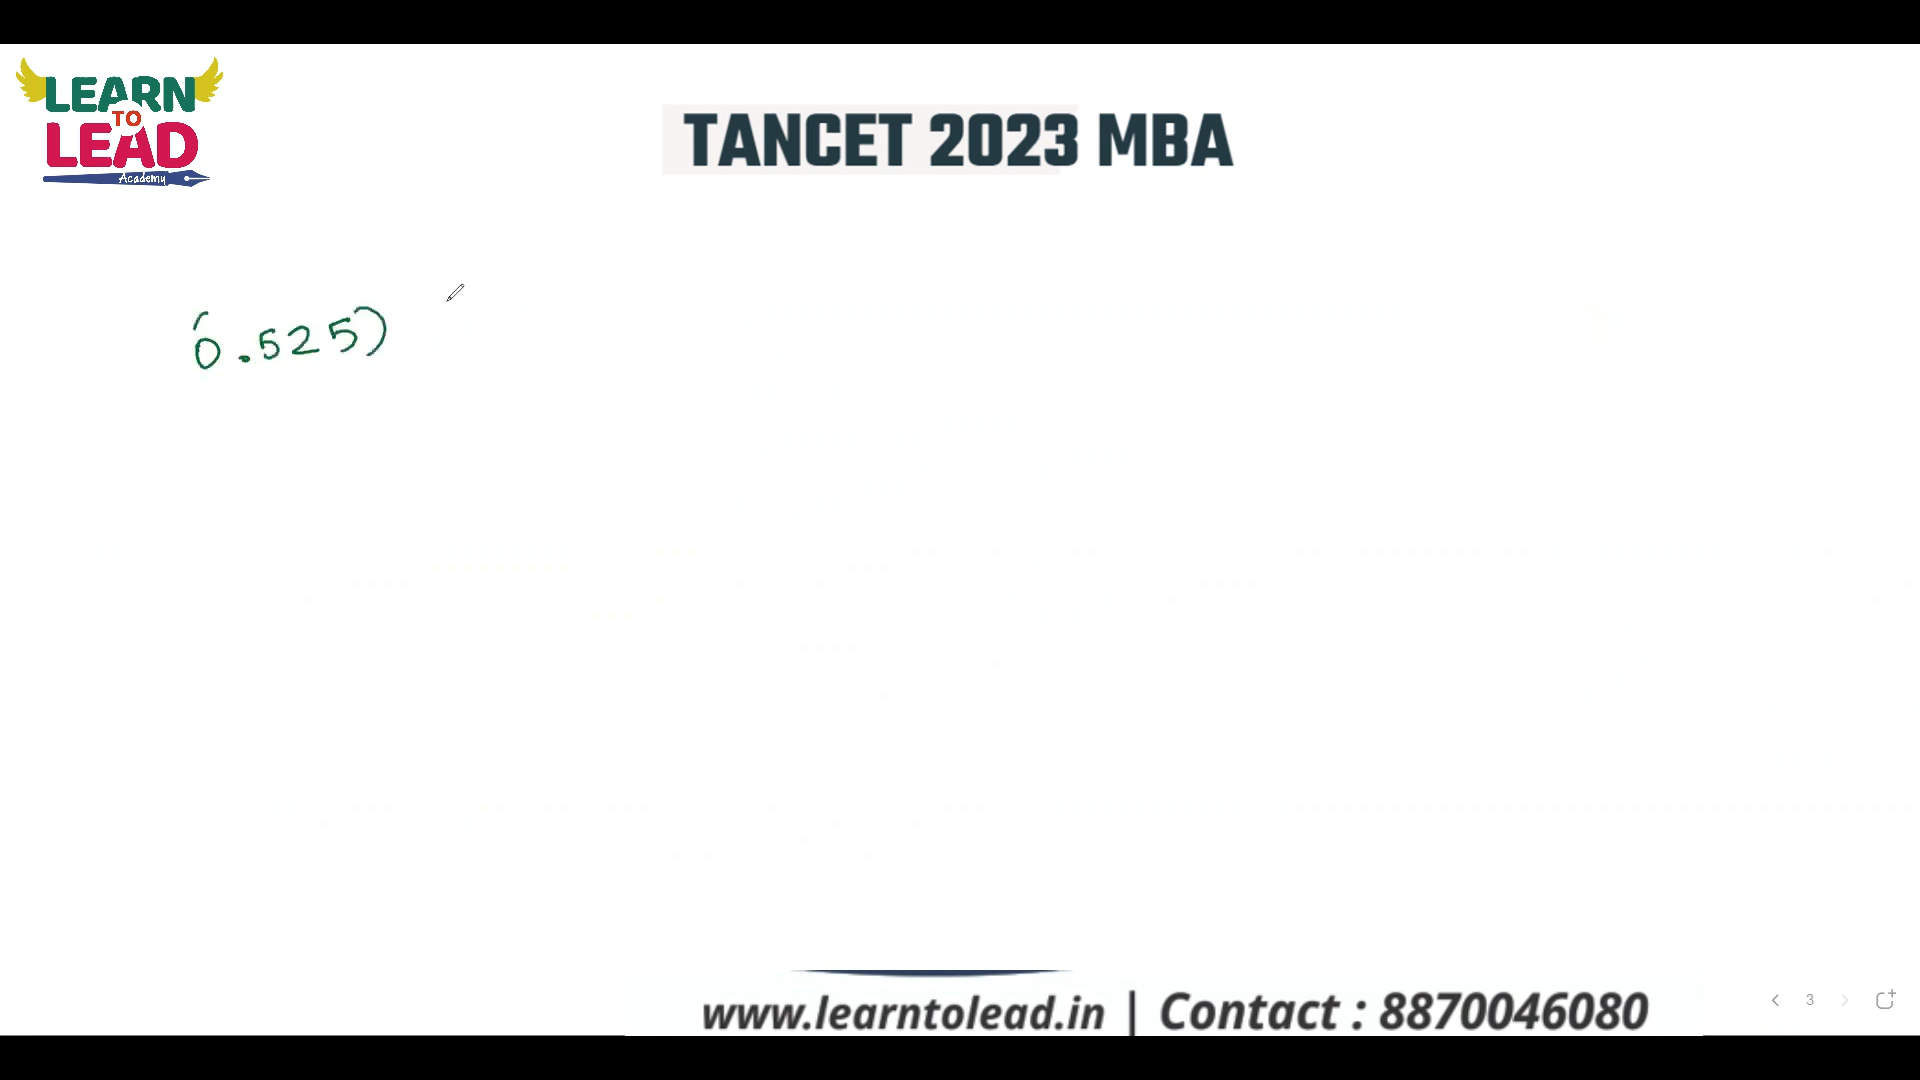 LEARN
TO
LEAD
Academy
TANCET 2023 MBA
(0.525)
www.learntolead.in | Contact : 8870046080
3